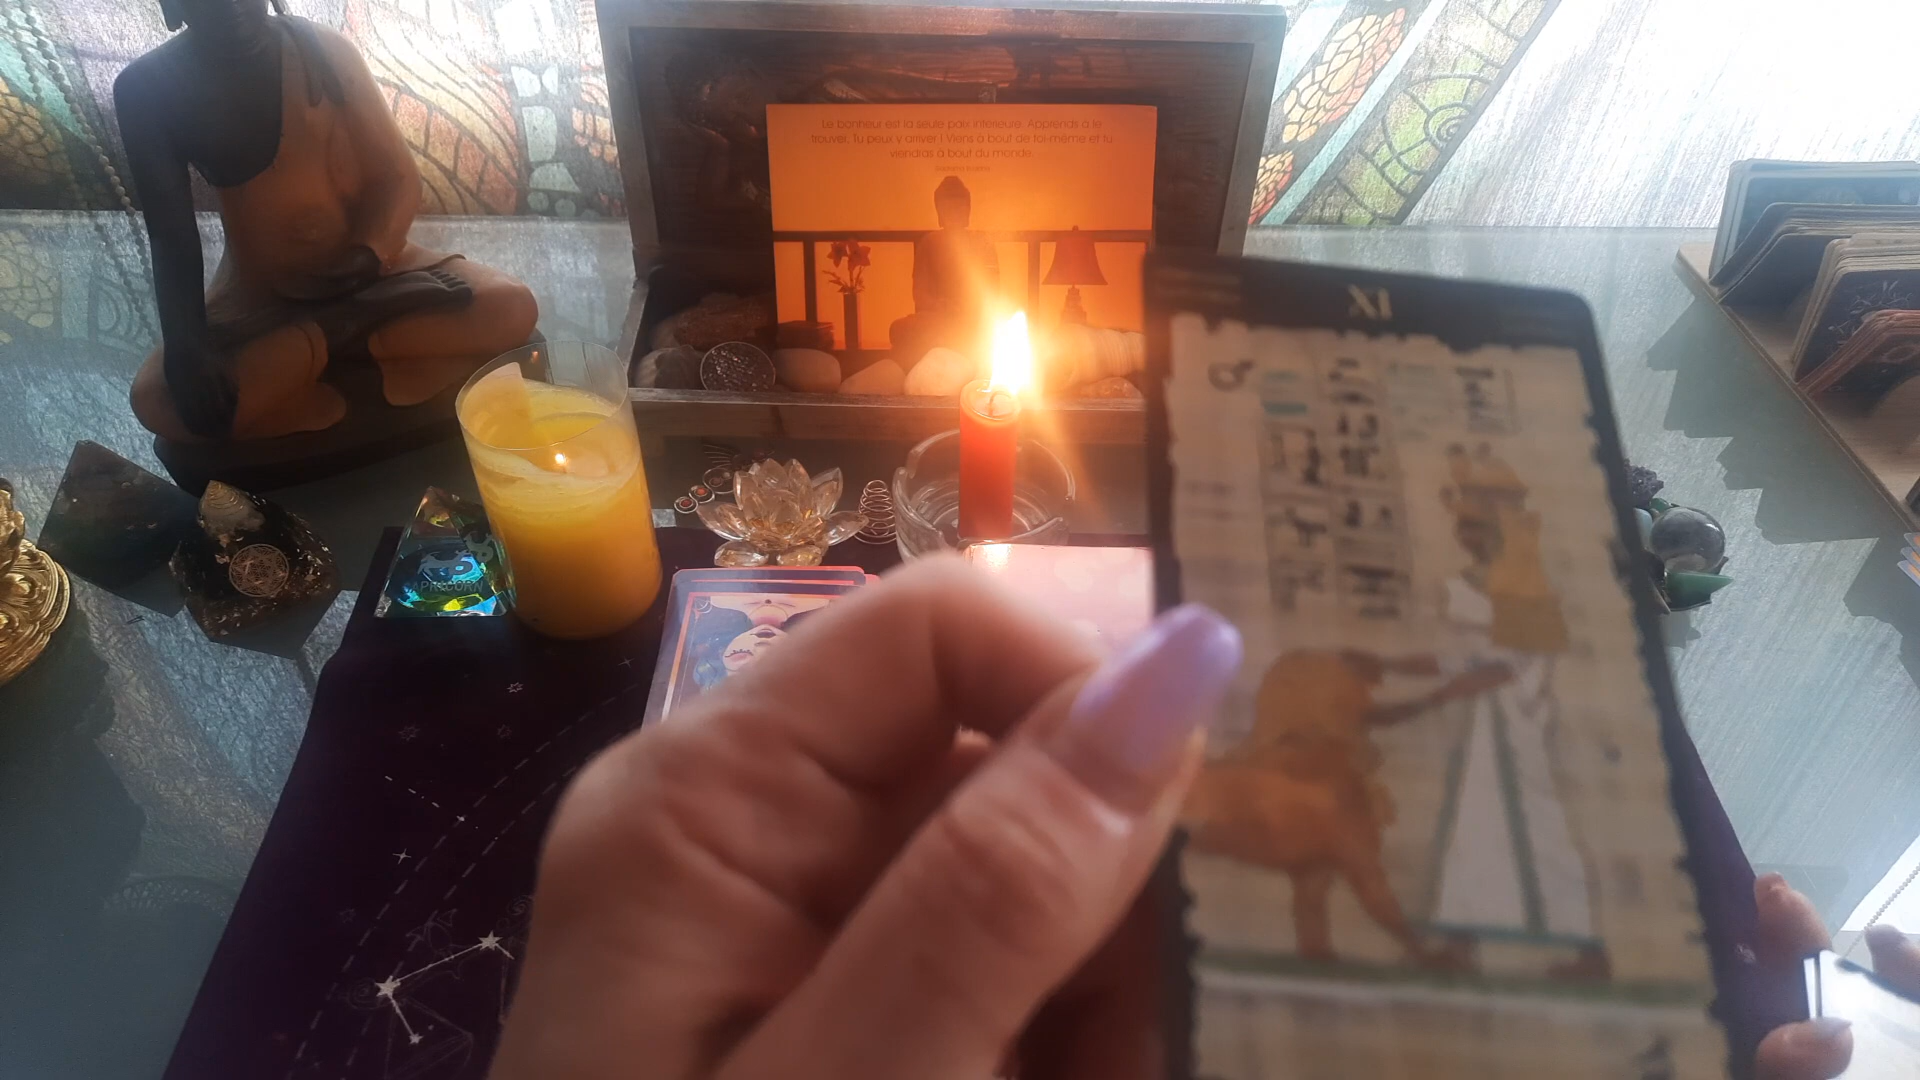 Le bonheur est la seule paix intérieure. Apprends à le
trouver. Tu peux y arriver ! Viens à bout de toi-même et tu
viendras à bout du monde.
XI
CAPRICORN